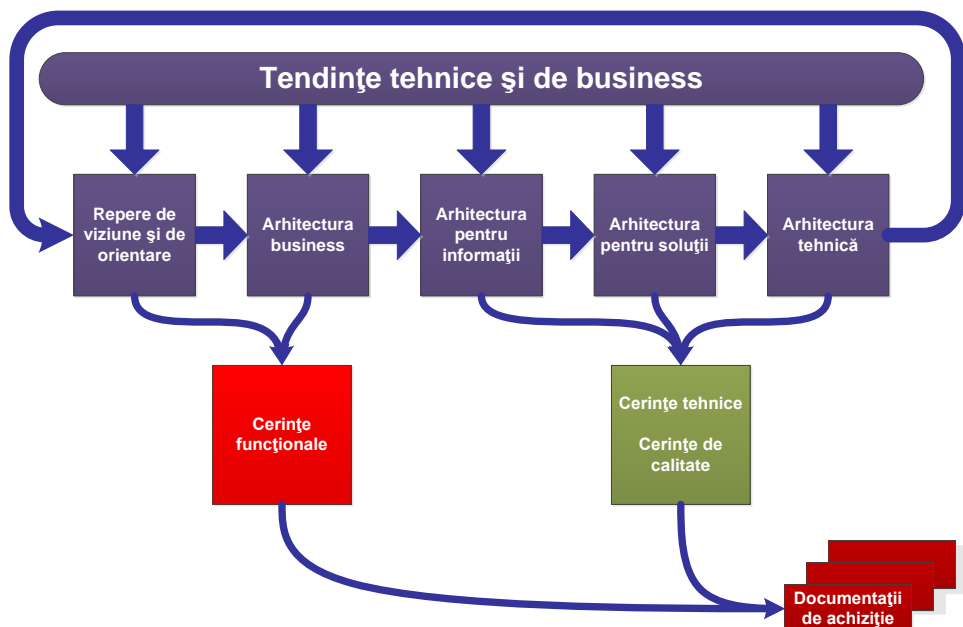 Tendinţe tehnice şi de business
Repere de
viziune şi de
orientare
Arhitectura
business
Arhitectura
pentru
informaţii
Arhitectura
pentru soluţii
Arhitectura
tehnică
Cerinţe
funcţionale
Cerinţe tehnice
Cerinţe de
calitate
Documentaţii
de achiziţie